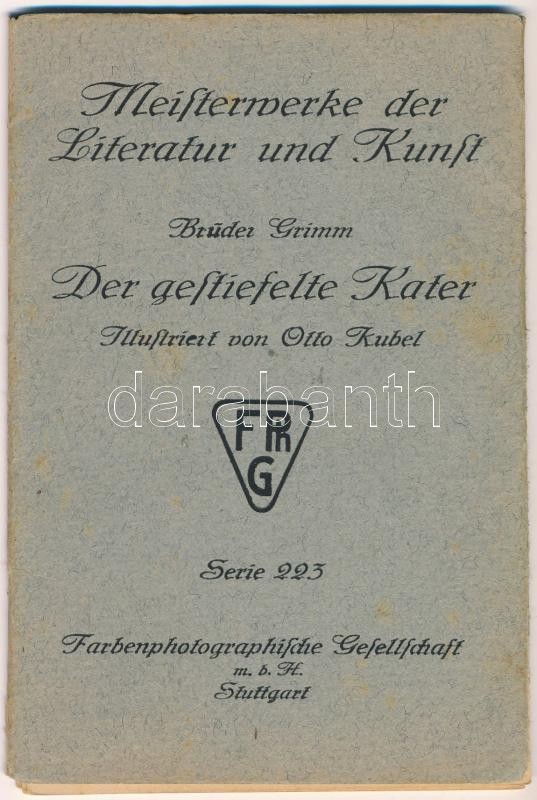 Meiſterwerke der
Literatur und Kunſt
Brüder Grimm
Der geſtiefelte Kater
Illuſtriert von Otto Kubel
darabanth
F Ph
G
Serie 223
Farbenphotographiſche Geſellſchaft
m. b. H.
Stuttgart